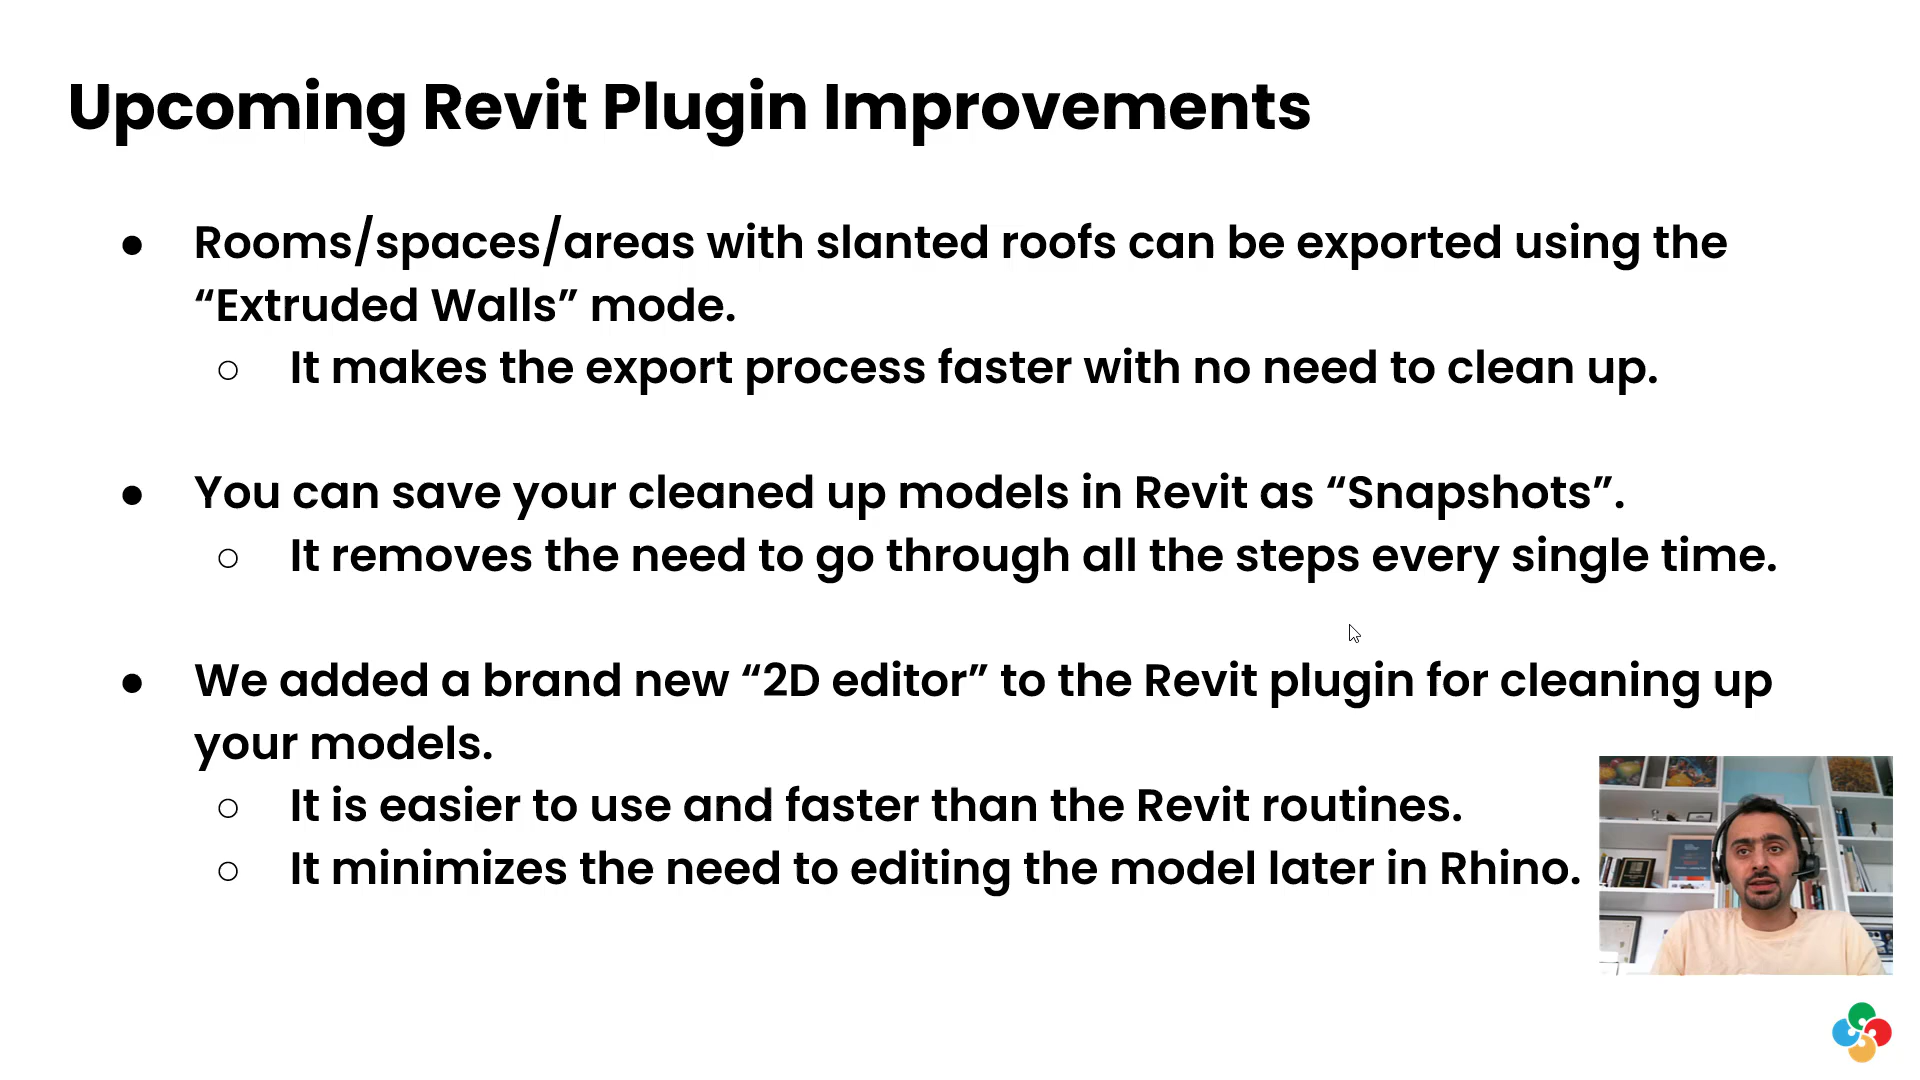 Upcoming Revit Plugin Improvements
● Rooms/spaces/areas with slanted roofs can be exported using the
“Extruded Walls” mode.
○ It makes the export process faster with no need to clean up.
● You can save your cleaned up models in Revit as “Snapshots”.
○ It removes the need to go through all the steps every single time.
● We added a brand new “2D editor” to the Revit plugin for cleaning up
your models.
○ It is easier to use and faster than the Revit routines.
○ It minimizes the need to editing the model later in Rhino.